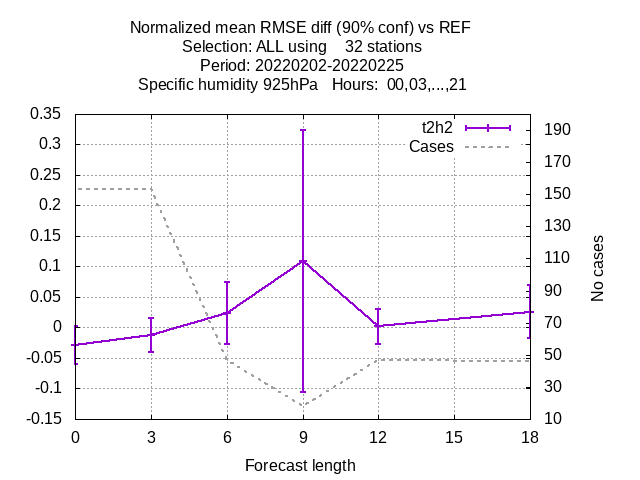 Normalized mean RMSE diff (90% conf) vs REF
Selection: ALL using    32 stations
Period: 20220202-20220225
Specific humidity 925hPa   Hours:  00,03,...,21
t2h2
Cases
0.35
0.3
0.25
0.2
0.15
0.1
0.05
0
-0.05
-0.1
-0.15
190
170
150
130
110
90
70
50
30
10
No cases
0 3 6 9 12 15 18
Forecast length